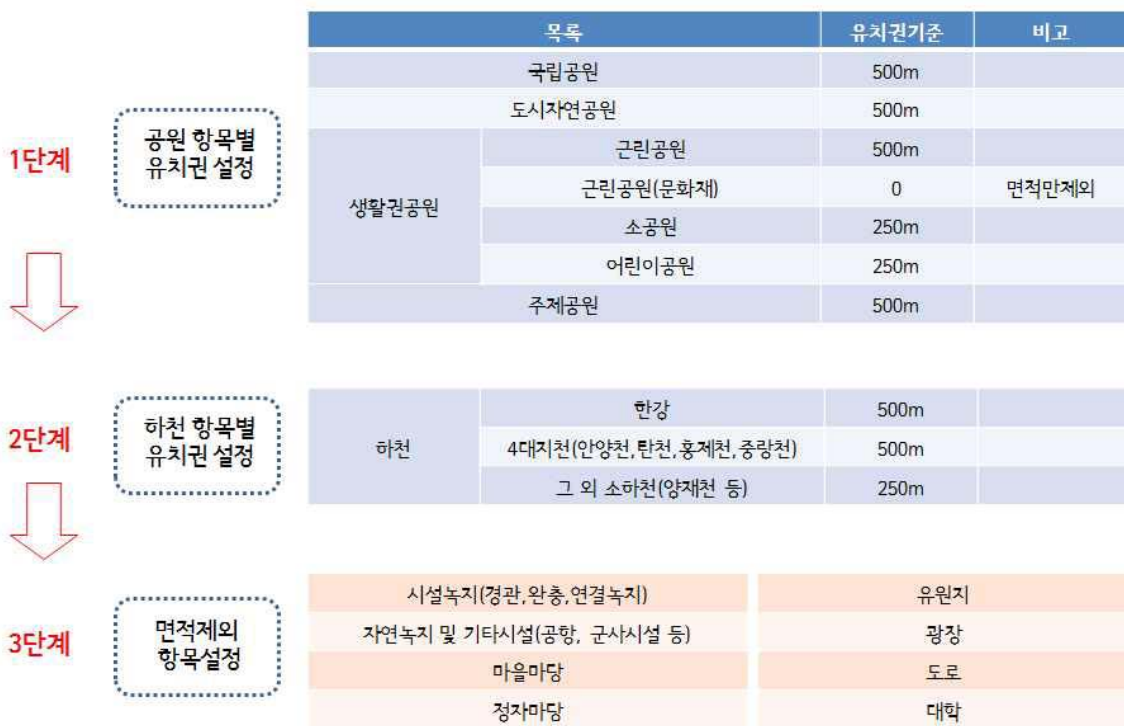 목록 유치권기준 비고
국립공원 500m
도시자연공원 500m
1단계
공원 항목별
유치권 설정
생활권공원
근린공원 500m
근린공원(문화재) 0 면적만제외
소공원 250m
어린이공원 250m
주제공원 500m
2단계
하천 항목별
유치권 설정
하천
한강 500m
4대지천(안양천,탄천,홍제천,중랑천) 500m
그 외 소하천(양재천 등) 250m
3단계
면적제외
항목설정
시설녹지(경관,완충,연결녹지) 유원지
자연녹지 및 기타시설(공항, 군사시설 등) 광장
마을마당 도로
정자마당 대학